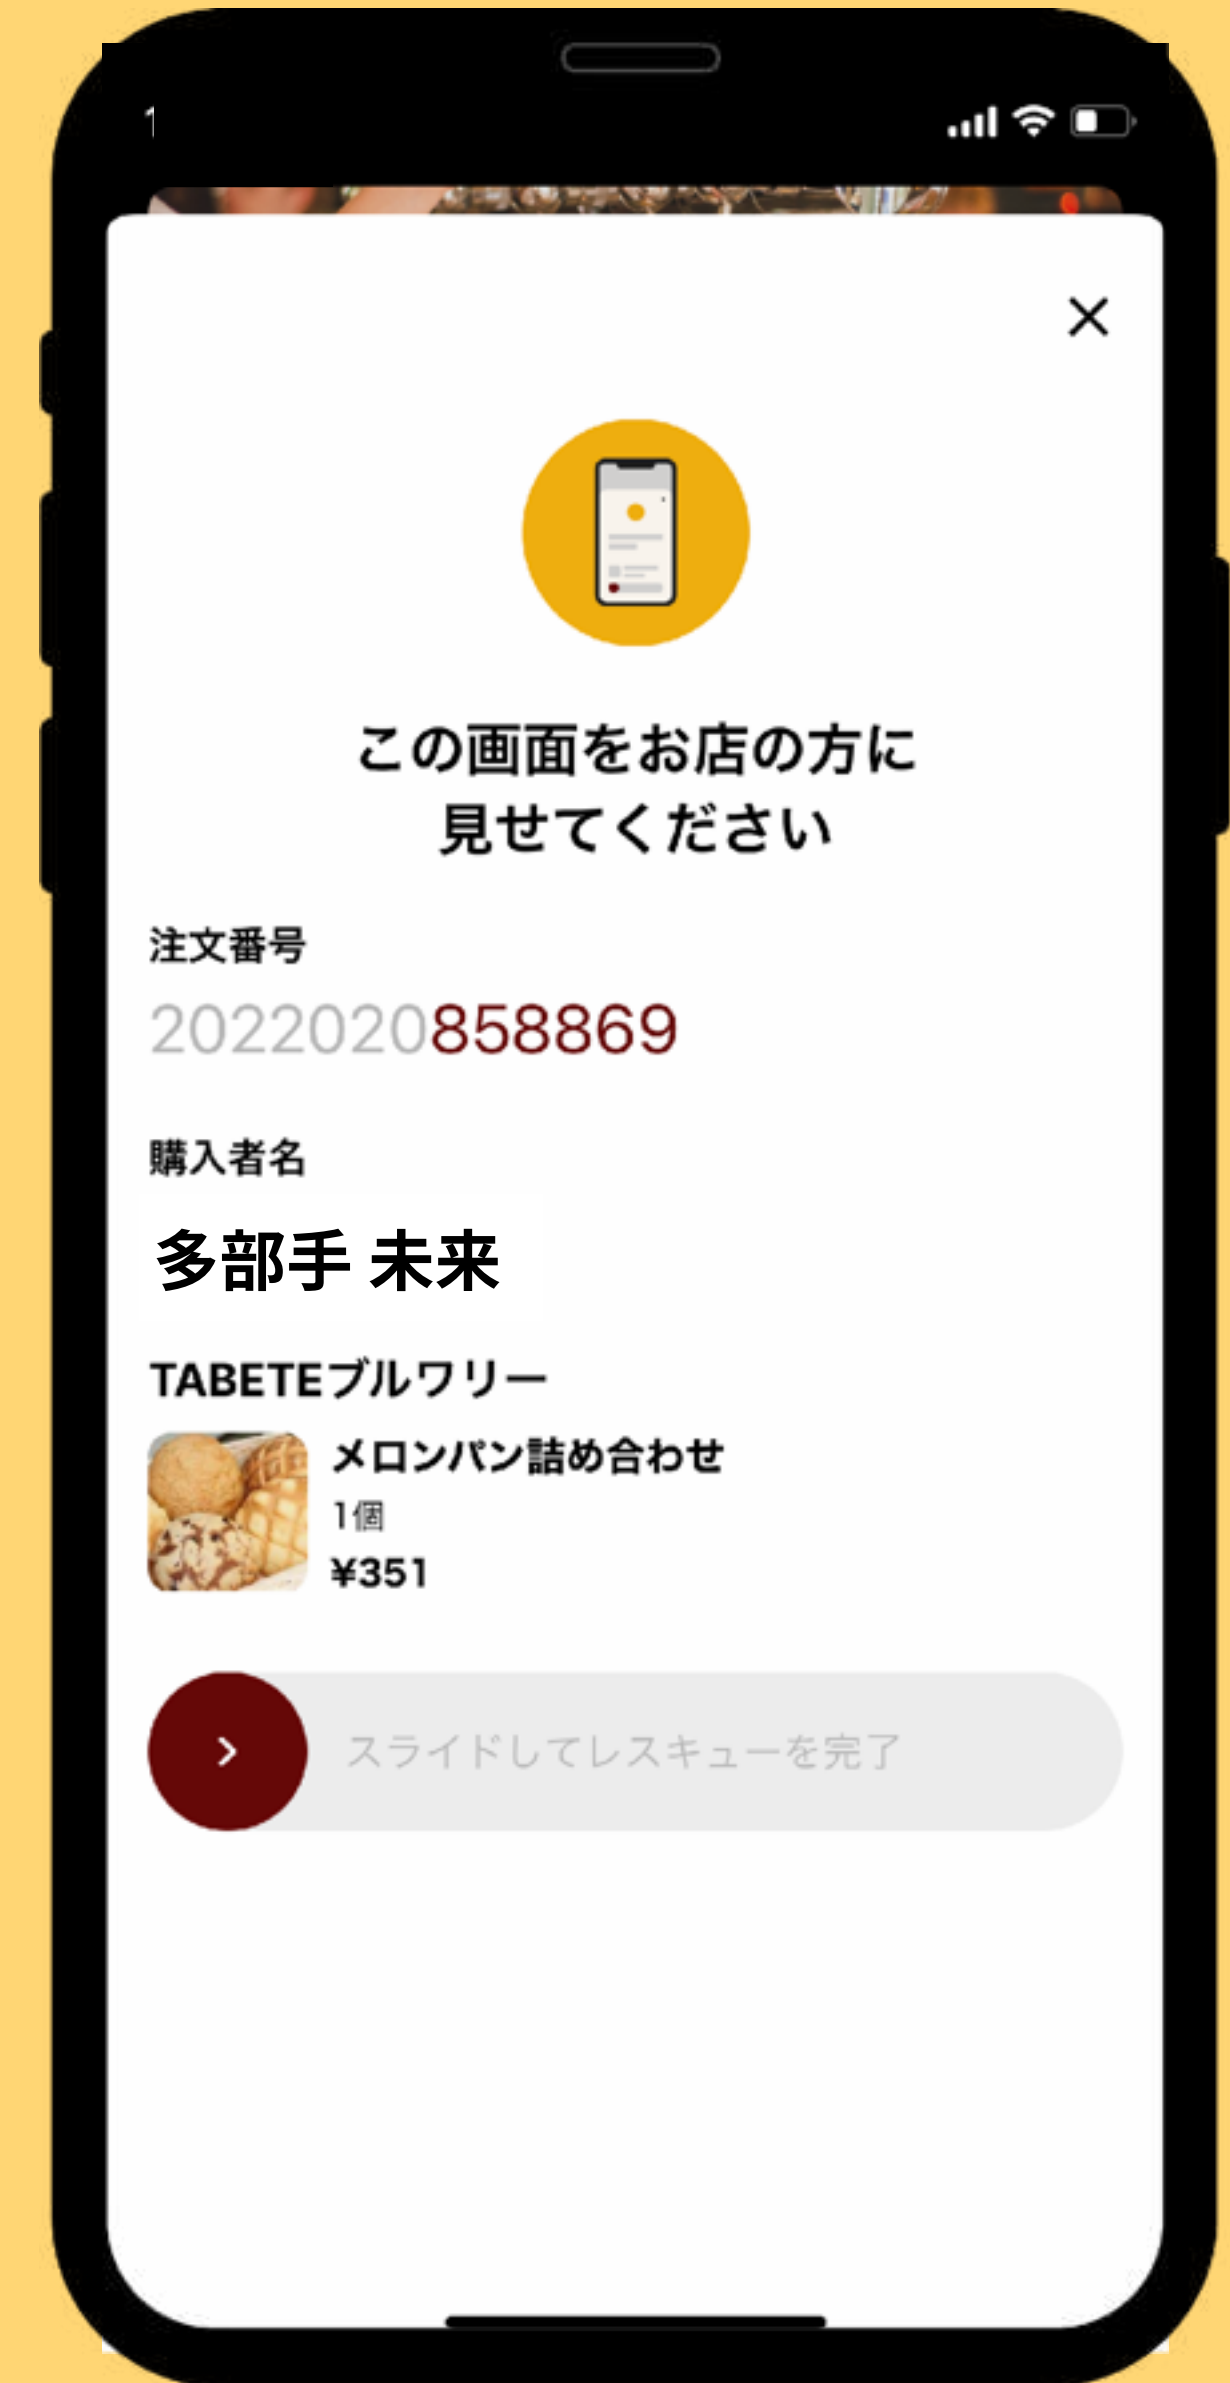 この画面をお店の方に
見せてください
注文番号
2022020858869
購入者名
多部手 未来
TABETEブルワリー
メロンパン詰め合わせ
1個
¥351
スライドしてレスキューを完了